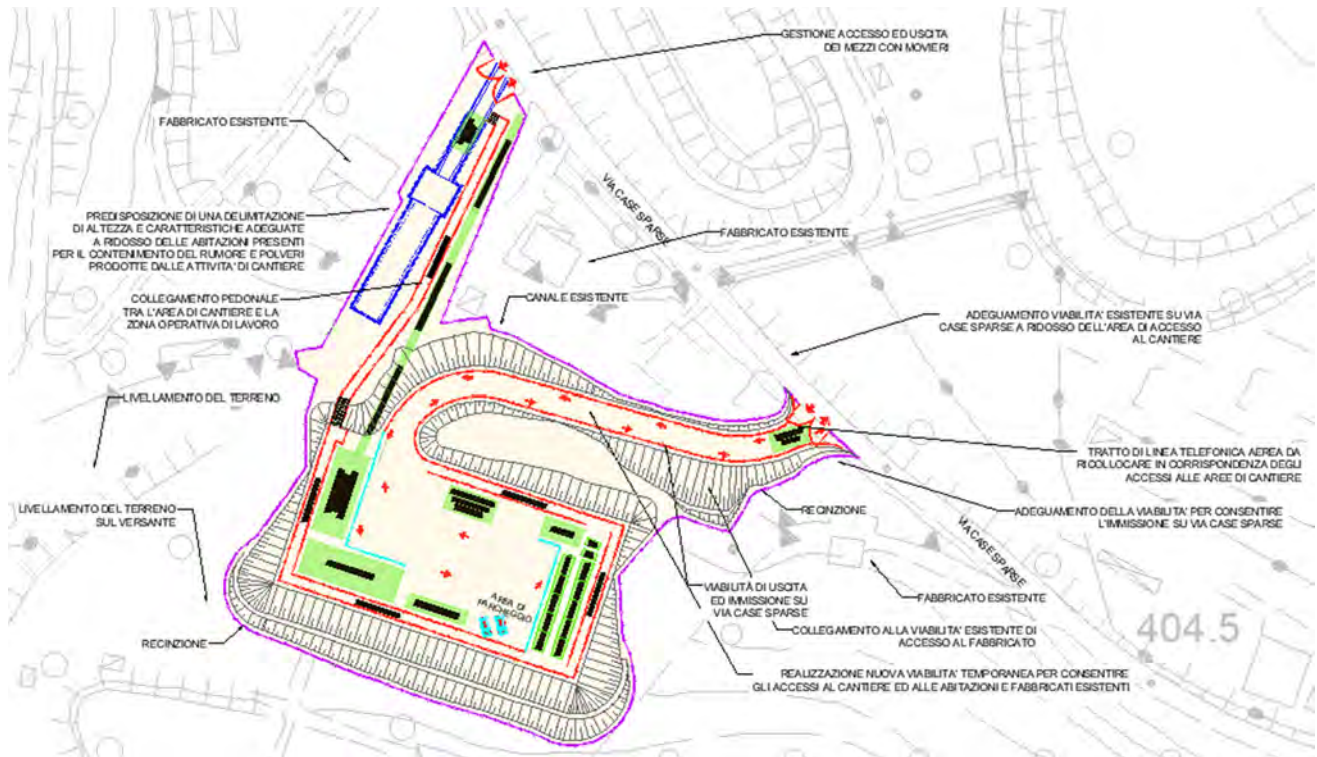 GESTIONE ACCESSO ED USCITA
DEI MEZZI CON MOVIERI
FABBRICATO ESISTENTE
VIA CASE SPARSE
PREDISPOSIZIONE DI UNA DELIMITAZIONE
DI ALTEZZA E CARATTERISTICHE ADEGUATE
A RIDOSSO DELLE ABITAZIONI PRESENTI
PER IL CONTENIMENTO DEL RUMORE E POLVERI
PRODOTTE DALLE ATTIVITA' DI CANTIERE
FABBRICATO ESISTENTE
COLLEGAMENTO PEDONALE
TRA L'AREA DI CANTIERE E LA
ZONA OPERATIVA DI LAVORO
CANALE ESISTENTE
ADEGUAMENTO VIABILITA' ESISTENTE SU VIA
CASE SPARSE A RIDOSSO DELL'AREA DI ACCESSO
AL CANTIERE
LIVELLAMENTO DEL TERRENO
TRATTO DI LINEA TELEFONICA AEREA DA
RICOLLOCARE IN CORRISPONDENZA DEGLI
ACCESSI ALLE AREE DI CANTIERE
LIVELLAMENTO DEL TERRENO
SUL VERSANTE
RECINZIONE
ADEGUAMENTO DELLA VIABILITA' PER CONSENTIRE
L'IMMISSIONE SU VIA CASE SPARSE
VIA CASE SPARSE
VIABILITÀ DI USCITA
ED IMMISSIONE SU
VIA CASE SPARSE
FABBRICATO ESISTENTE
AREA DI
PARCHEGGIO
404.5
COLLEGAMENTO ALLA VIABILITA' ESISTENTE DI
ACCESSO AL FABBRICATO
RECINZIONE
REALIZZAZIONE NUOVA VIABILITA' TEMPORANEA PER CONSENTIRE
GLI ACCESSI AL CANTIERE ED ALLE ABITAZIONI E FABBRICATI ESISTENTI